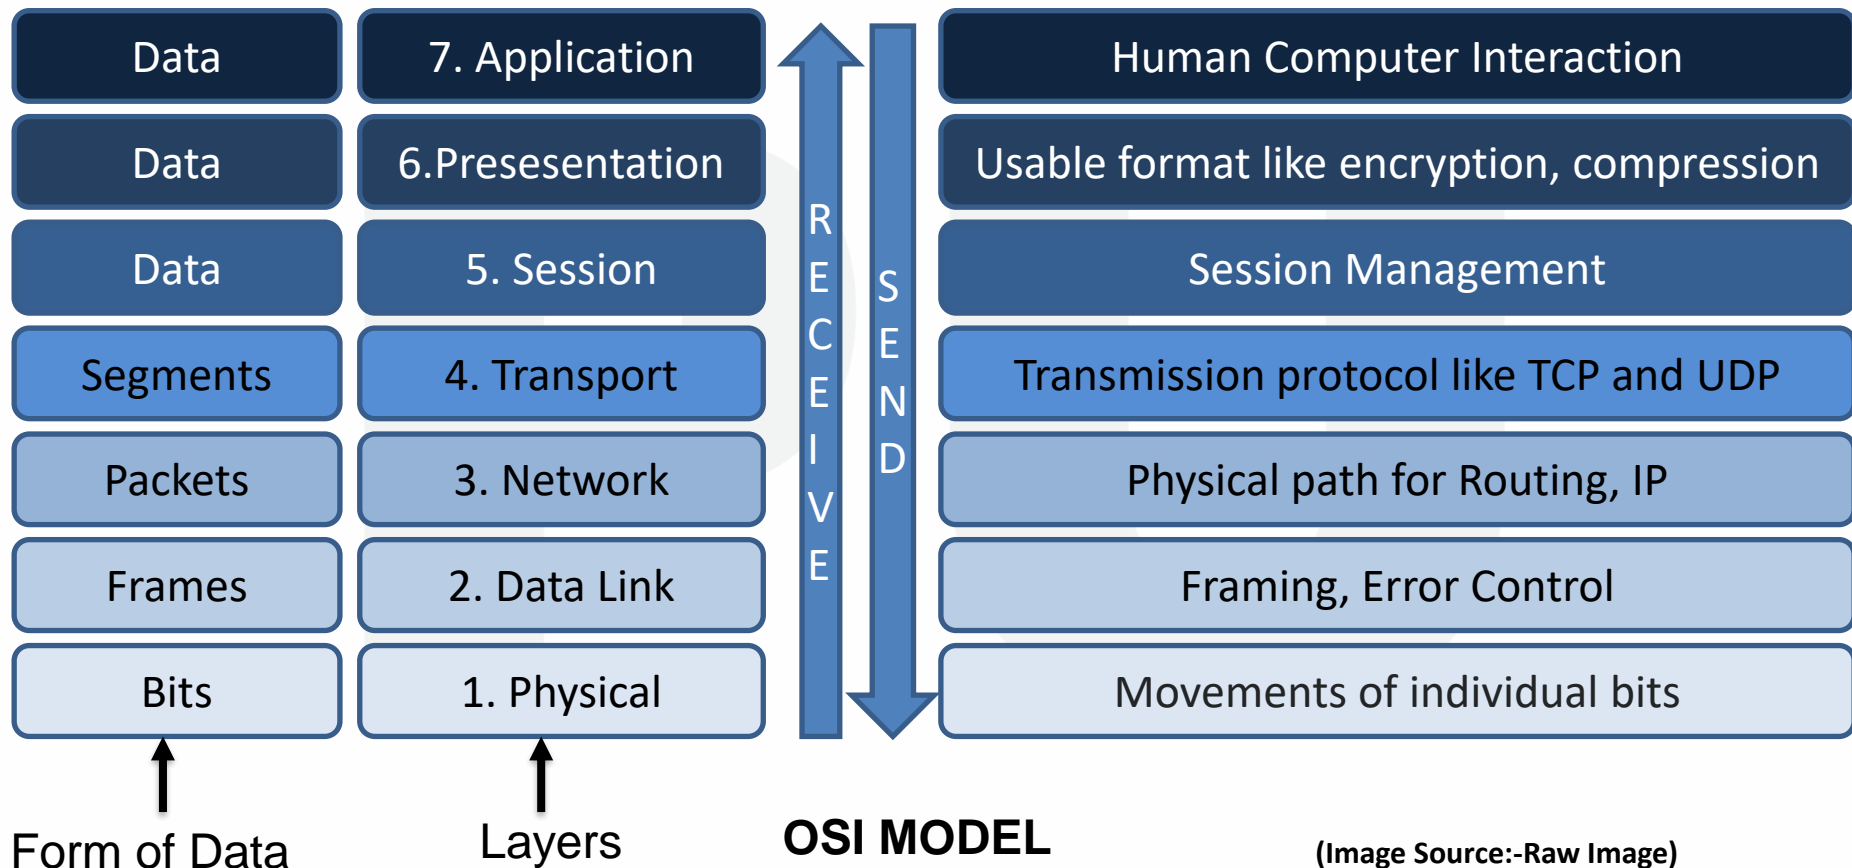 Data
7. Application
Human Computer Interaction
Data
6.Presesentation
Usable format like encryption, compression
Data
5. Session
Session Management
Segments
4. Transport
Transmission protocol like TCP and UDP
Packets
3. Network
Physical path for Routing, IP
Frames
2. Data Link
Framing, Error Control
Bits
1. Physical
Movements of individual bits
RECEIVE
SEND
Form of Data
Layers
OSI MODEL
(Image Source:-Raw Image)